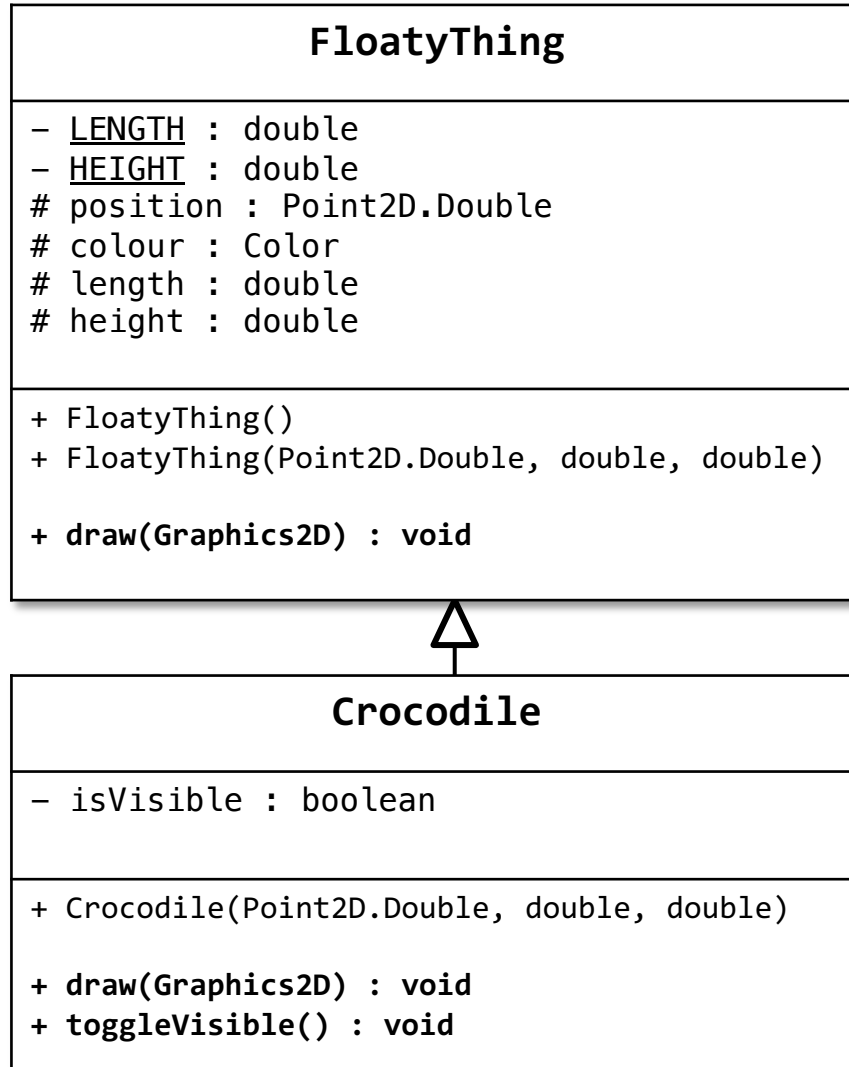 FloatyThing
– LENGTH : double
– HEIGHT : double
# position : Point2D.Double
# colour : Color
# length : double
# height : double
+ FloatyThing()
+ FloatyThing(Point2D.Double, double, double)
+ draw(Graphics2D) : void
Crocodile
– isVisible : boolean
+ Crocodile(Point2D.Double, double, double)
+ draw(Graphics2D) : void
+ toggleVisible() : void